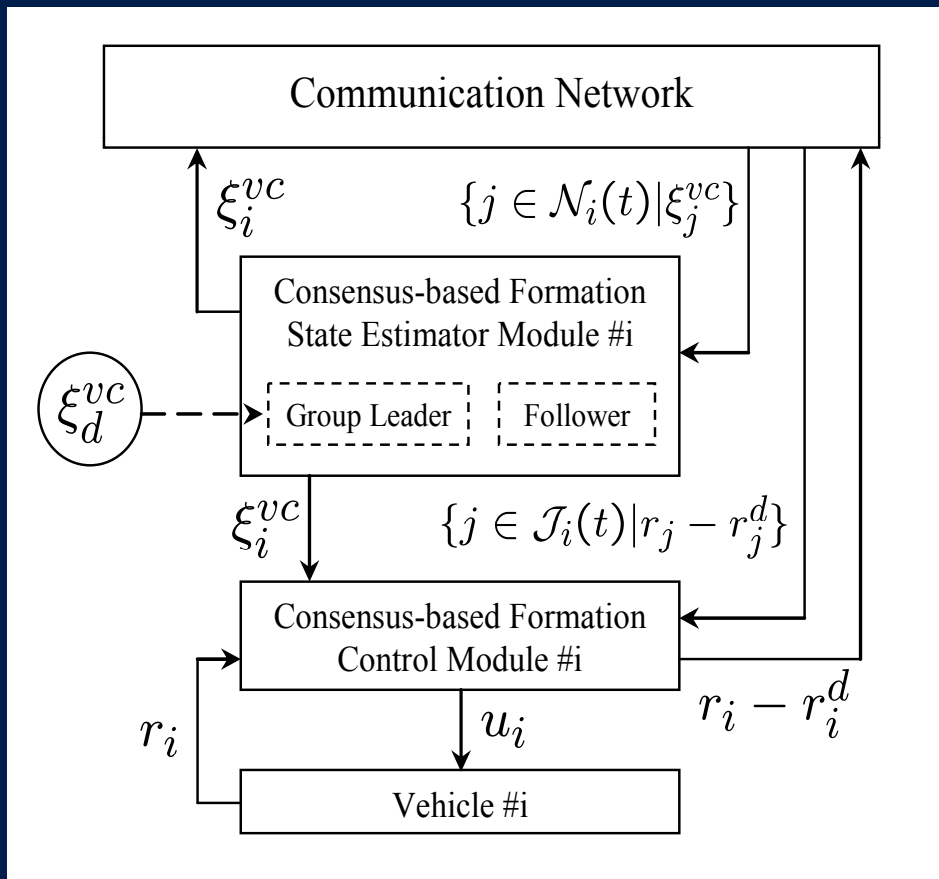 Communication Network
ξ_i^{vc}
{j ∈ 𝒩_i(t)|ξ_j^{vc}}
Consensus-based Formation
State Estimator Module #i
ξ_d^{vc}
Group Leader
Follower
ξ_i^{vc}
{j ∈ 𝒥_i(t)|r_j − r_j^d}
Consensus-based Formation
Control Module #i
r_i
u_i
r_i − r_i^d
Vehicle #i